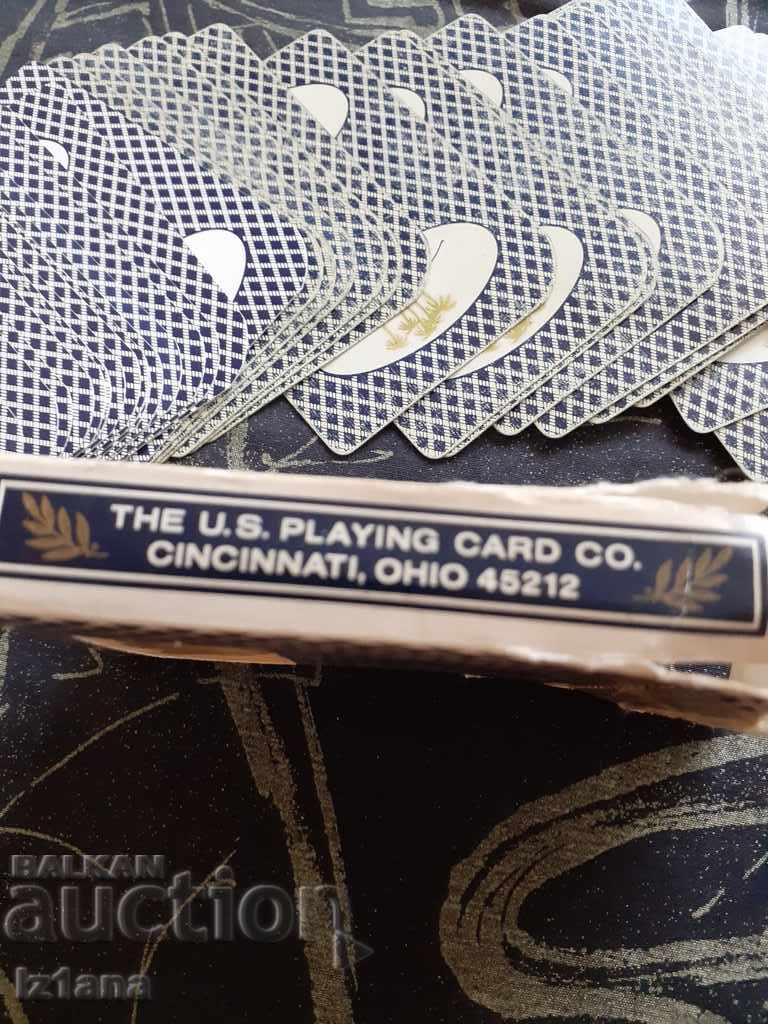 THE U.S. PLAYING CARD CO.
CINCINNATI, OHIO 45212
BALKAN
auction
Iz1ana